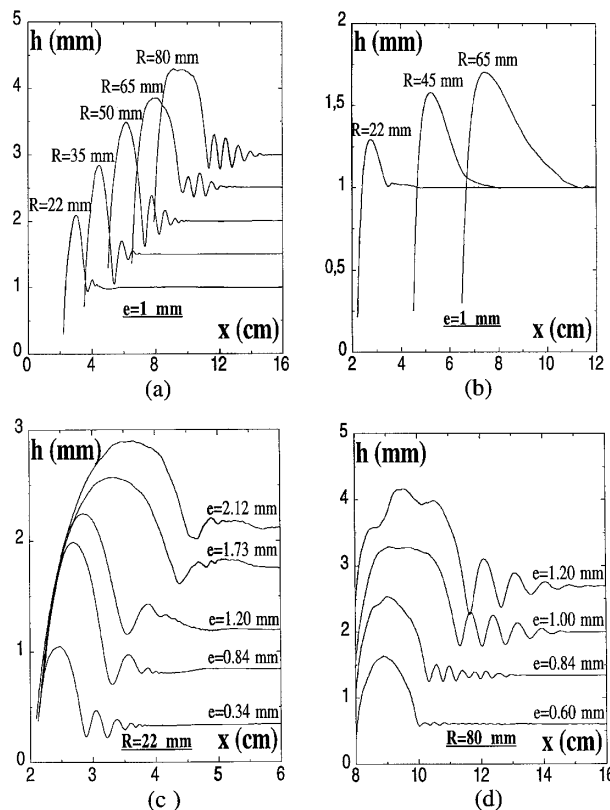 h (mm)
R=80 mm
R=65 mm
R=50 mm
R=35 mm
R=22 mm
5
4
3
2
1
0
e=1 mm
x (cm)
0 4 8 12 16
(a)
h (mm)
R=65 mm
R=45 mm
R=22 mm
2
1,5
1
0,5
0
e=1 mm
x (cm)
2 4 6 8 10 12
(b)
h (mm)
3
2
1
0
e=2.12 mm
e=1.73 mm
e=1.20 mm
e=0.84 mm
e=0.34 mm
R=22 mm
x (cm)
2 3 4 5 6
(c)
h (mm)
5
4
3
2
1
0
e=1.20 mm
e=1.00 mm
e=0.84 mm
e=0.60 mm
R=80 mm
x (cm)
8 10 12 14 16
(d)